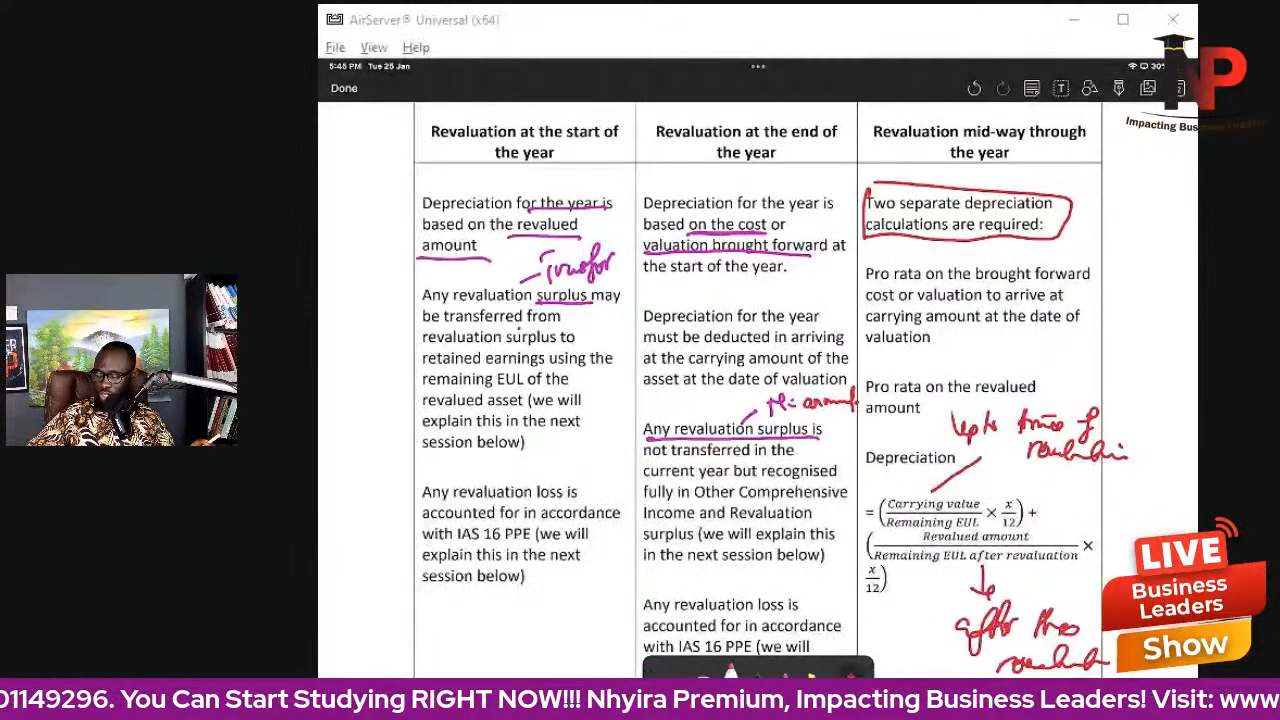 AirServer® Universal (x64)
File View Help
5:45 PM Tue 25 Jan
30%
Done
NP
Impacting Business Leaders
Revaluation at the start of
the year
Depreciation for the year is
based on the revalued
amount
Transfer
Any revaluation surplus may
be transferred from
revaluation surplus to
retained earnings using the
remaining EUL of the
revalued asset (we will
explain this in the next
session below)
Any revaluation loss is
accounted for in accordance
with IAS 16 PPE (we will
explain this in the next
session below)
Revaluation at the end of
the year
Depreciation for the year is
based on the cost or
valuation brought forward at
the start of the year.
Depreciation for the year
must be deducted in arriving
at the carrying amount of the
asset at the date of valuation
amount
Any revaluation surplus is
not transferred in the
current year but recognised
fully in Other Comprehensive
Income and Revaluation
surplus (we will explain this
in the next session below)
Any revaluation loss is
accounted for in accordance
with IAS 16 PPE (we will
Revaluation mid-way through
the year
Two separate depreciation
calculations are required:
Pro rata on the brought forward
cost or valuation to arrive at
carrying amount at the date of
valuation
Pro rata on the revalued
amount
up to time of
revaluation
Depreciation
= (Carrying value / Remaining EUL × x/12) +
(Revalued amount / Remaining EUL after revaluation ×
x/12)
after
revaluation
LIVE
Business
Leaders
Show
01149296. You Can Start Studying RIGHT NOW!!! Nhyira Premium, Impacting Business Leaders! Visit: www